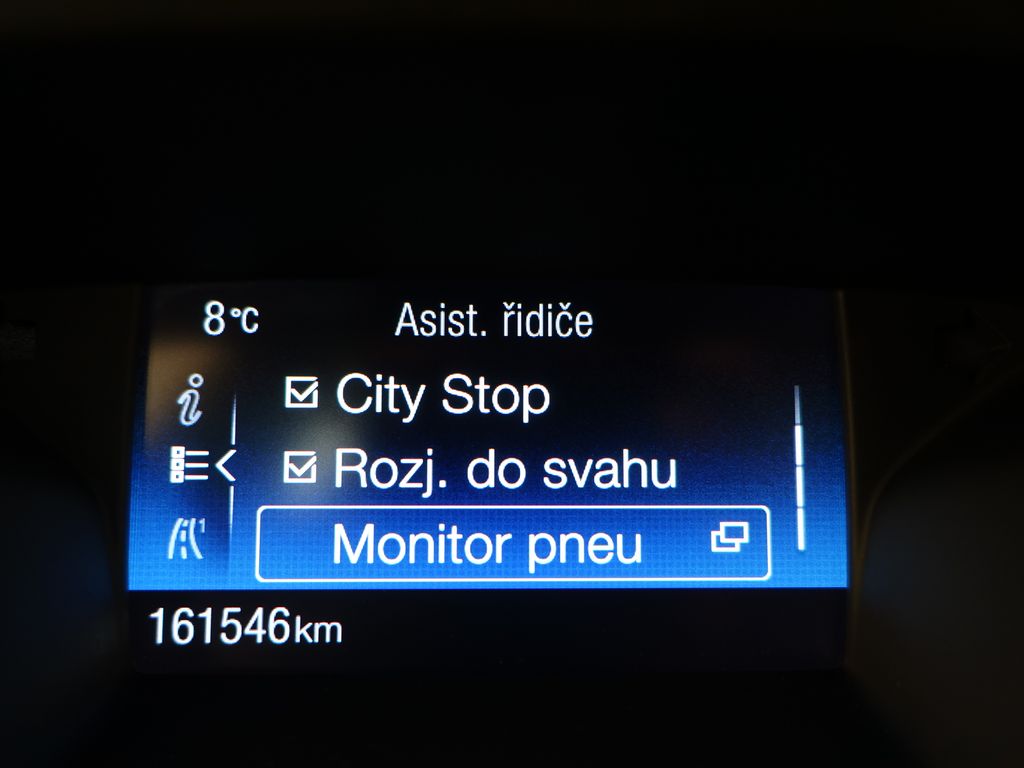 8°C Asist. řidiče
City Stop
Rozj. do svahu
Monitor pneu
161546km